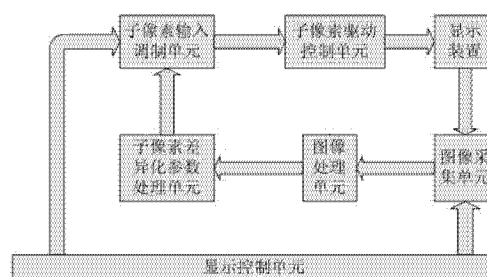 子像素输入
调制单元
子像素驱动
控制单元
显示
装置
子像素差
异化参数
处理单元
图像
处理
单元
图像采
集单元
显示控制单元